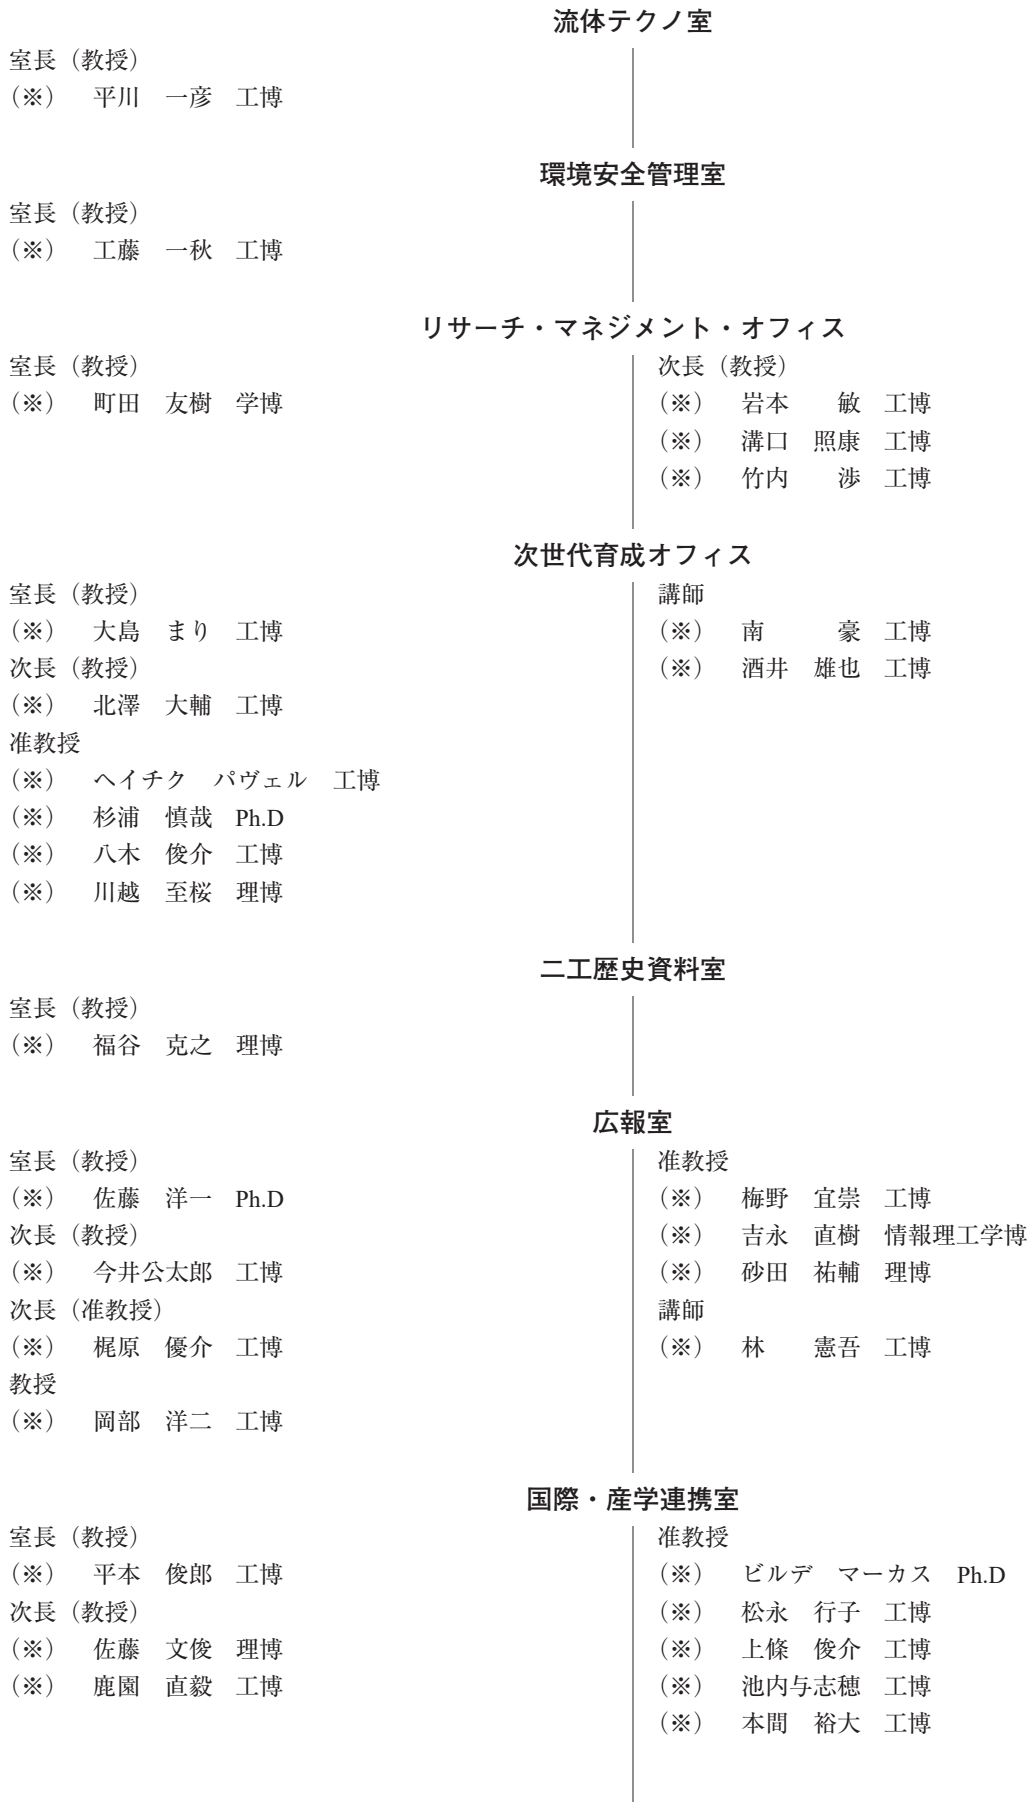 流体テクノ室
室長（教授）
（※）　平川　一彦　工博
環境安全管理室
室長（教授）
（※）　工藤　一秋　工博
リサーチ・マネジメント・オフィス
室長（教授）
（※）　町田　友樹　学博
次長（教授）
（※）　岩本　　敏　工博
（※）　溝口　照康　工博
（※）　竹内　　渉　工博
次世代育成オフィス
室長（教授）
（※）　大島　まり　工博
次長（教授）
（※）　北澤　大輔　工博
准教授
（※）　ヘイチク　パヴェル　工博
（※）　杉浦　慎哉　Ph.D
（※）　八木　俊介　工博
（※）　川越　至桜　理博
講師
（※）　南　　　豪　工博
（※）　酒井　雄也　工博
二工歴史資料室
室長（教授）
（※）　福谷　克之　理博
広報室
室長（教授）
（※）　佐藤　洋一　Ph.D
次長（教授）
（※）　今井公太郎　工博
次長（准教授）
（※）　梶原　優介　工博
教授
（※）　岡部　洋二　工博
准教授
（※）　梅野　宜崇　工博
（※）　吉永　直樹　情報理工学博
（※）　砂田　祐輔　理博
講師
（※）　林　　憲吾　工博
国際・産学連携室
室長（教授）
（※）　平本　俊郎　工博
次長（教授）
（※）　佐藤　文俊　理博
（※）　鹿園　直毅　工博
准教授
（※）　ビルデ　マーカス　Ph.D
（※）　松永　行子　工博
（※）　上條　俊介　工博
（※）　池内与志穂　工博
（※）　本間　裕大　工博